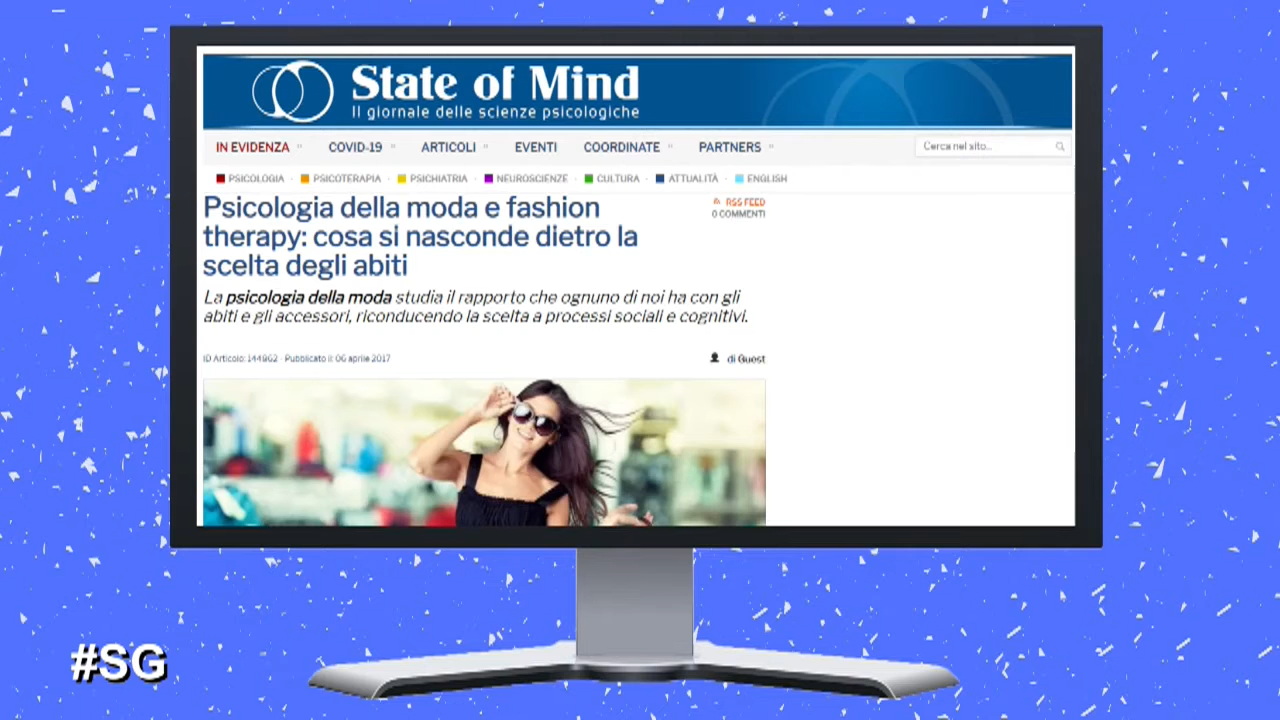 State of Mind
Il giornale delle scienze psicologiche
IN EVIDENZA COVID-19 ARTICOLI EVENTI COORDINATE PARTNERS Cerca nel sito...
PSICOLOGIA PSICOTERAPIA PSICHIATRIA NEUROSCIENZE CULTURA ATTUALITÀ ENGLISH
Psicologia della moda e fashion
therapy: cosa si nasconde dietro la
scelta degli abiti
RSS FEED
0 COMMENTI
La psicologia della moda studia il rapporto che ognuno di noi ha con gli
abiti e gli accessori, riconducendo la scelta a processi sociali e cognitivi.
ID Articolo: 144962 - Pubblicato il: 06 aprile 2017 di Guest
#SG